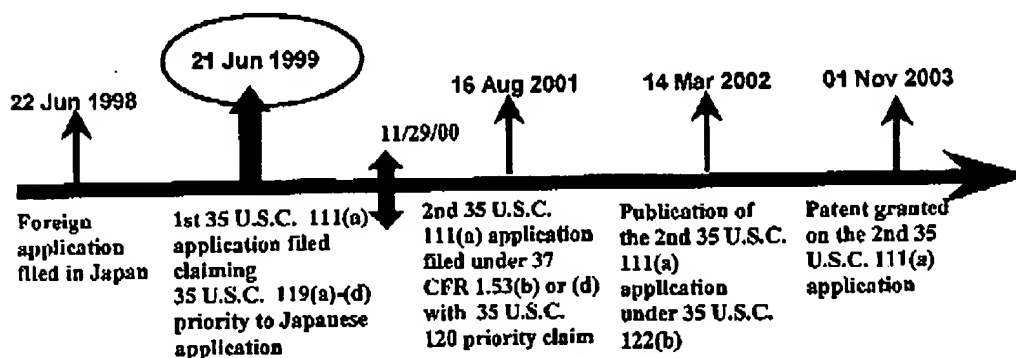 21 Jun 1999
22 Jun 1998
16 Aug 2001
14 Mar 2002
01 Nov 2003
11/29/00
Foreign
application
filed in Japan
1st 35 U.S.C. 111(a)
application filed
claiming
35 U.S.C. 119(a)-(d)
priority to Japanese
application
2nd 35 U.S.C.
111(a) application
filed under 37
CFR 1.53(b) or (d)
with 35 U.S.C.
120 priority claim
Publication of
the 2nd 35 U.S.C.
111(a)
application
under 35 U.S.C.
122(b)
Patent granted
on the 2nd 35
U.S.C. 111(a)
application